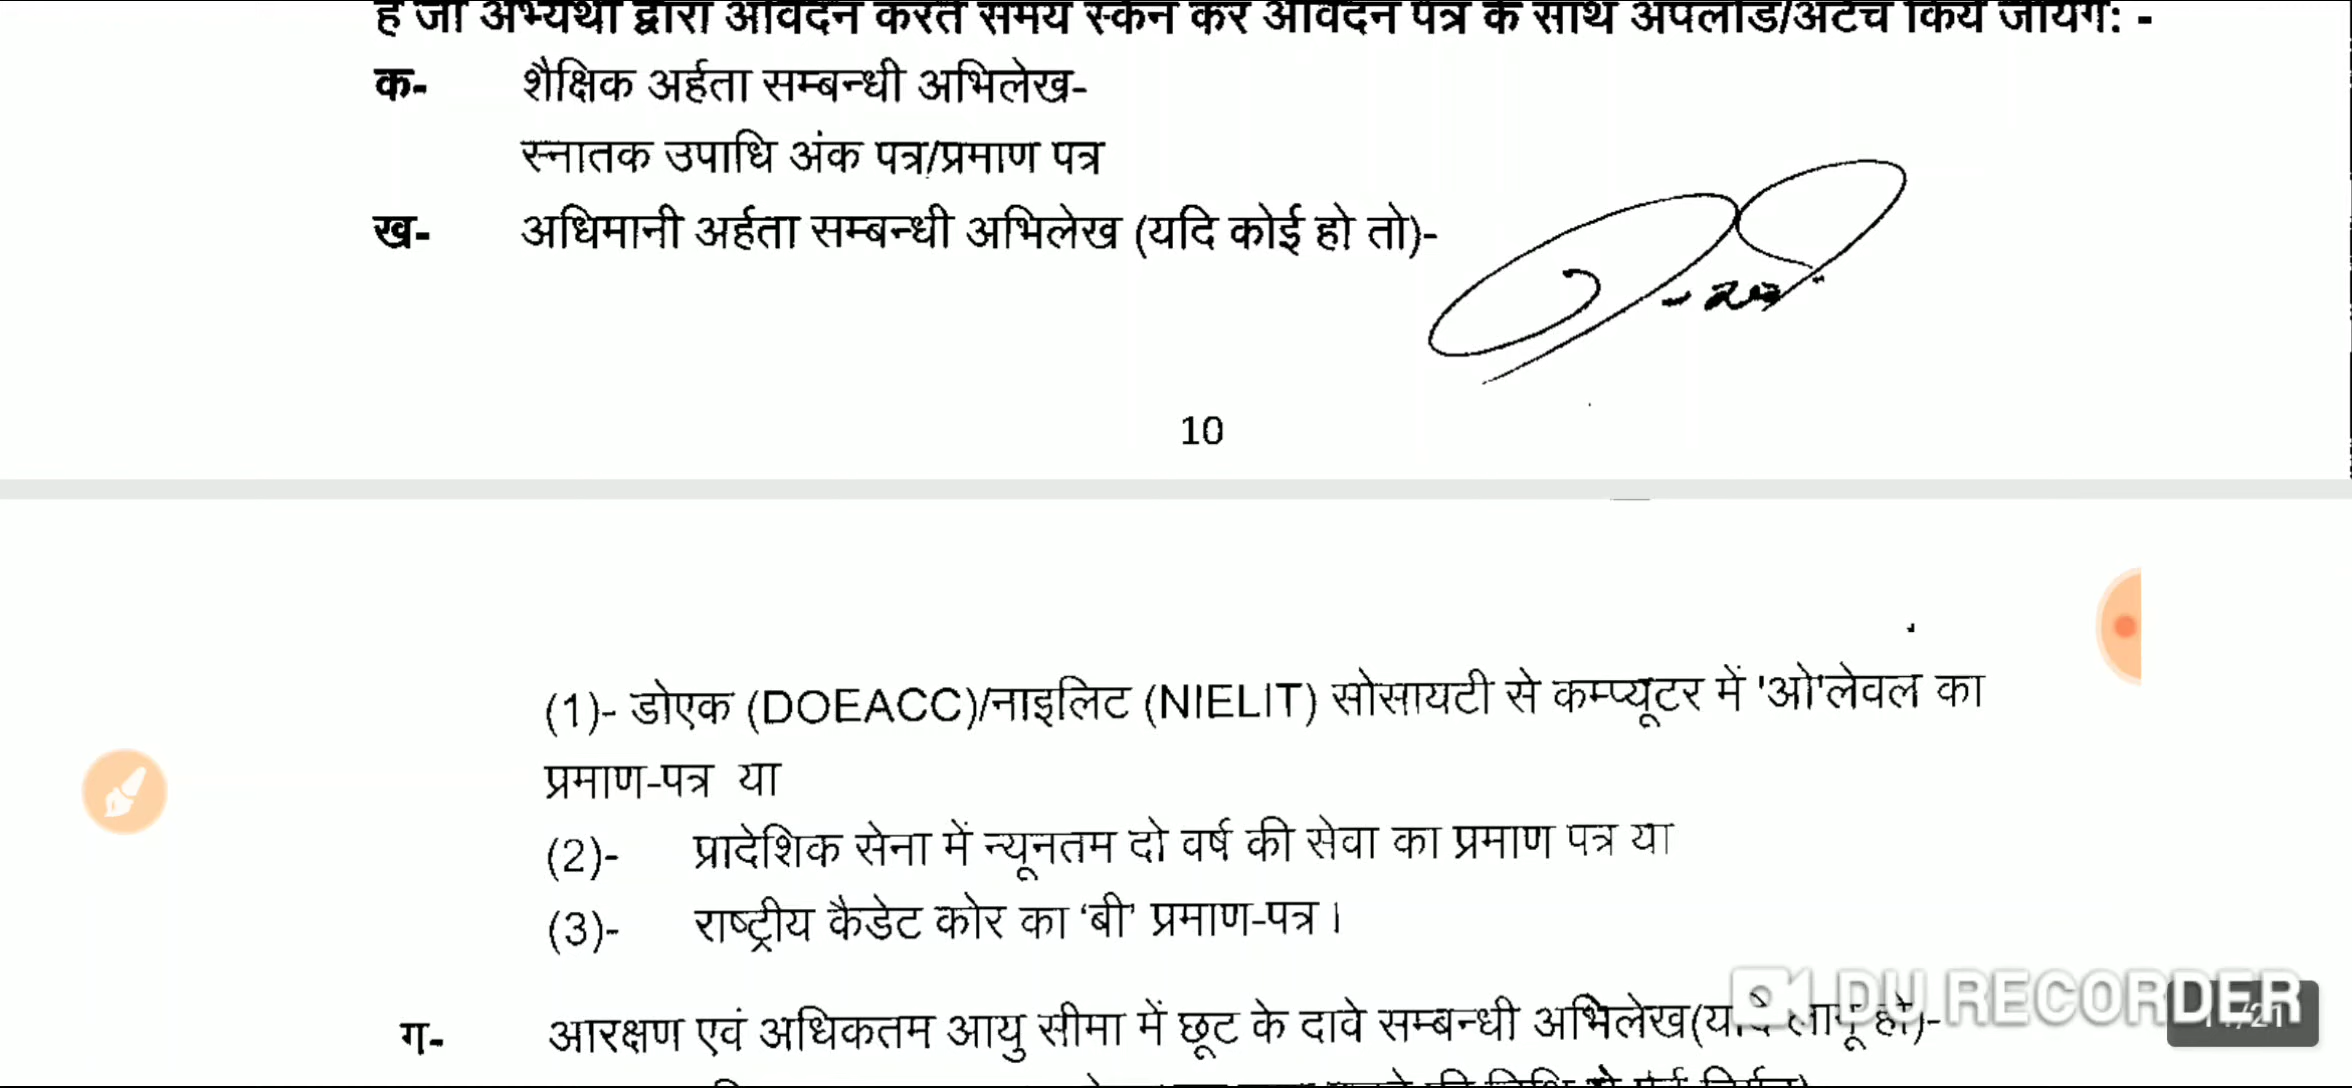 है जो अभ्यर्थी द्वारा आवेदन करते समय स्कैन कर आवेदन पत्र के साथ अपलोड/अटैच किये जायेंगे: -
क- शैक्षिक अर्हता सम्बन्धी अभिलेख-
स्नातक उपाधि अंक पत्र/प्रमाण पत्र
ख- अधिमानी अर्हता सम्बन्धी अभिलेख (यदि कोई हो तो)-
10
(1)- डोएक (DOEACC)/नाइलिट (NIELIT) सोसायटी से कम्प्यूटर में 'ओ'लेवल का
प्रमाण-पत्र या
(2)- प्रादेशिक सेना में न्यूनतम दो वर्ष की सेवा का प्रमाण पत्र या
(3)- राष्ट्रीय कैडेट कोर का ‘बी’ प्रमाण-पत्र।
ग- आरक्षण एवं अधिकतम आयु सीमा में छूट के दावे सम्बन्धी अभिलेख(यदि लागू हो)-
DU RECORDER